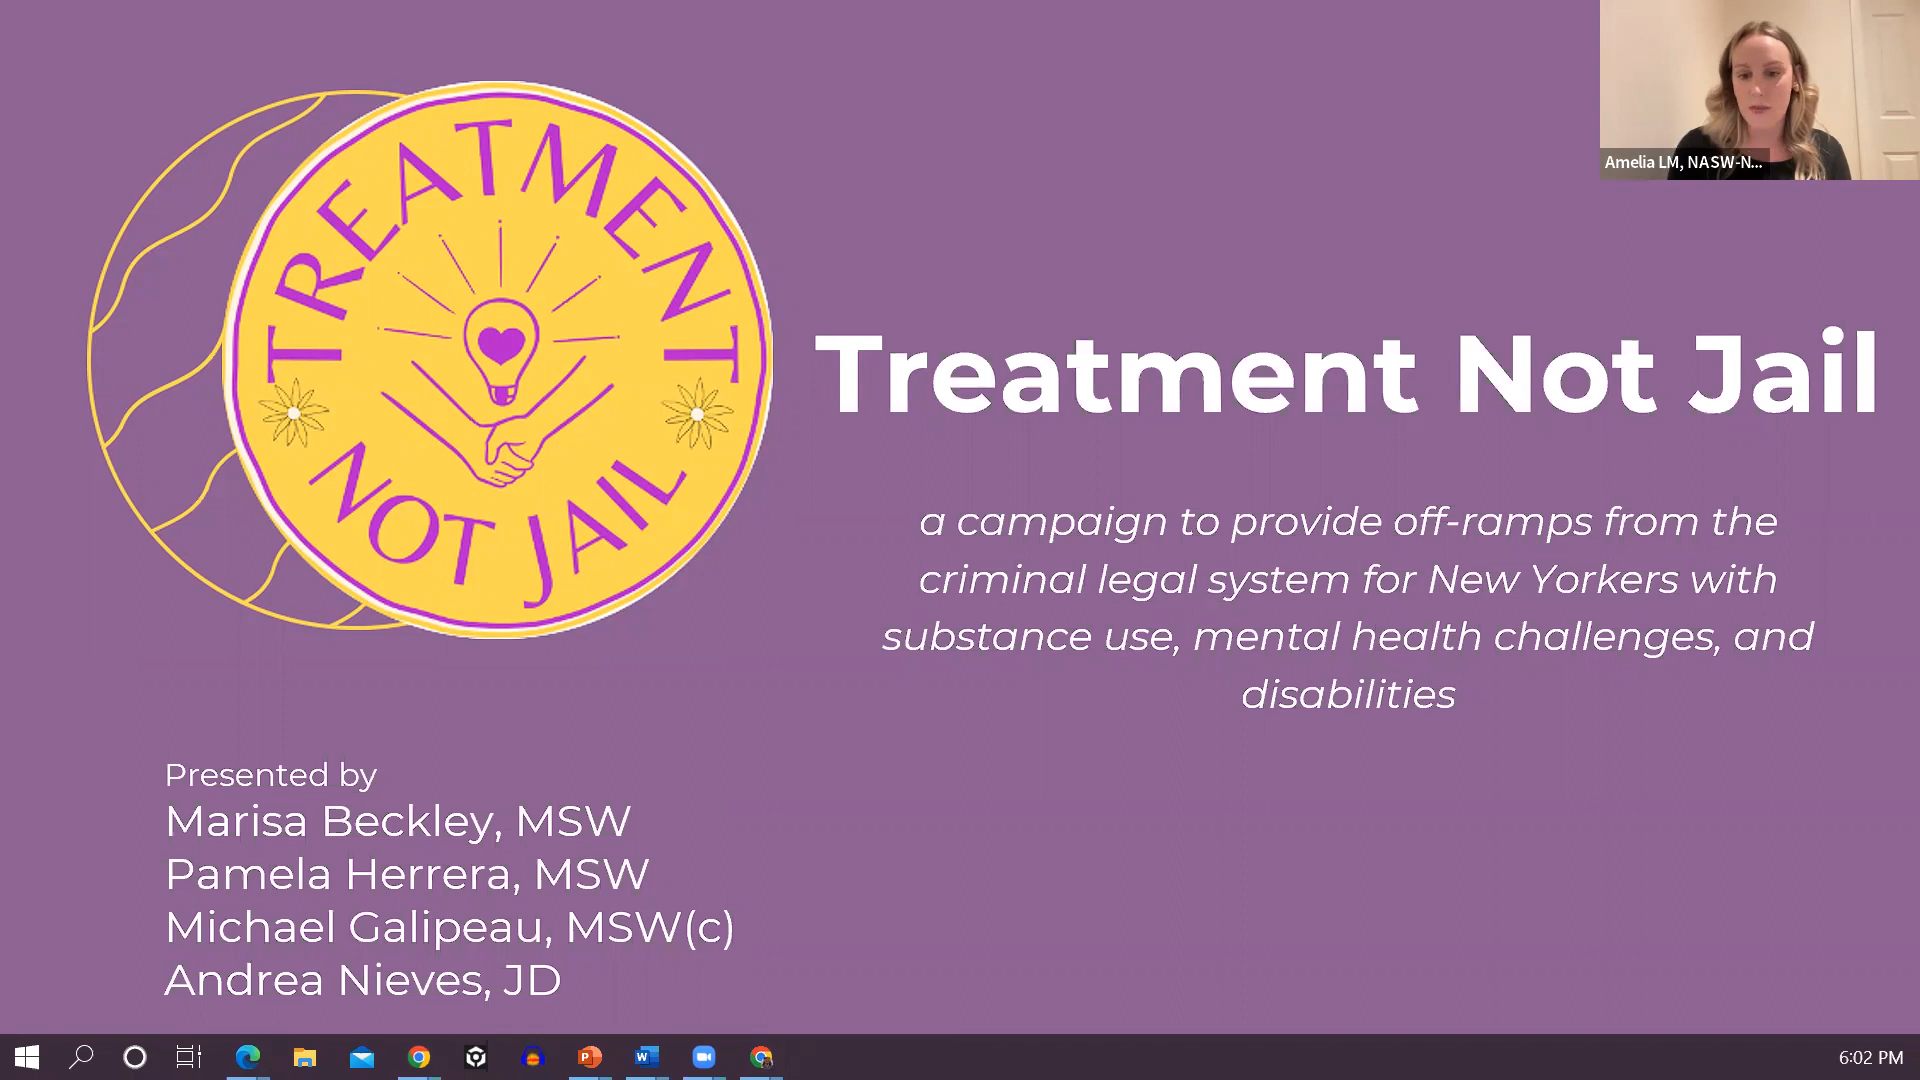 TREATMENT
NOT JAIL
Amelia LM, NASW-N...
Treatment Not Jail
a campaign to provide off-ramps from the
criminal legal system for New Yorkers with
substance use, mental health challenges, and
disabilities
Presented by
Marisa Beckley, MSW
Pamela Herrera, MSW
Michael Galipeau, MSW(c)
Andrea Nieves, JD
6:02 PM